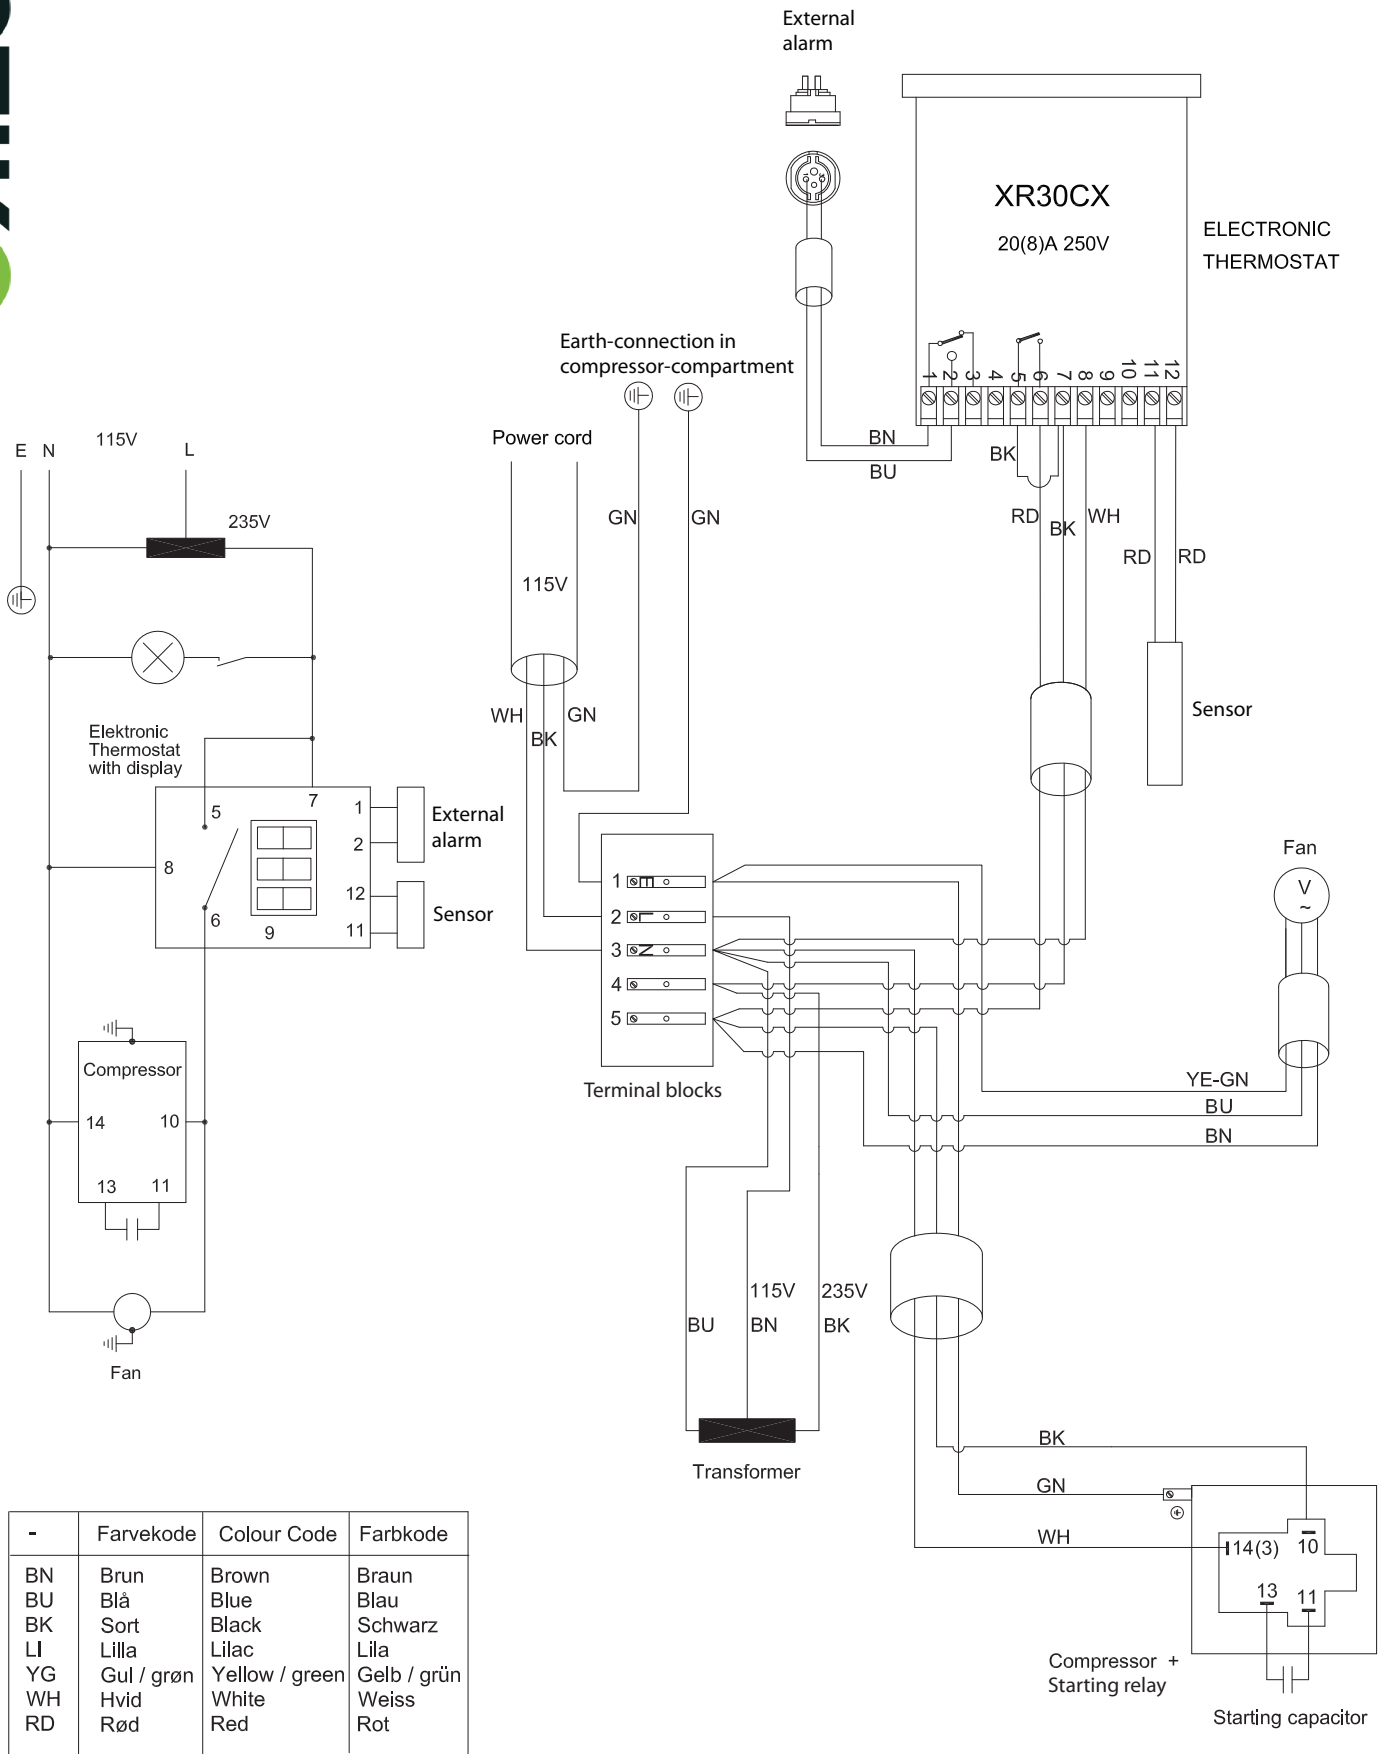 External
alarm
XR30CX
20(8)A 250V
ELECTRONIC
THERMOSTAT
1 2 3 4 5 6 7 8 9 10 11 12
Earth-connection in
compressor-compartment
Power cord
BN
BU
BK
GN
GN
RD
BK
WH
RD
RD
115V
E N
L
235V
115V
Sensor
WH
BK
GN
Elektronic
Thermostat
with display
5
7
1
2
8
12
6
9
11
External
alarm
Sensor
Fan
V
~
1 E
2 L
3 N
4
5
Terminal blocks
YE-GN
BU
BN
Compressor
14
10
13
11
Fan
115V
235V
BU
BN
BK
Transformer
BK
GN
WH
14(3)
10
13
11
Compressor +
Starting relay
Starting capacitor
- Farvekode Colour Code Farbkode
BN Brun Brown Braun
BU Blå Blue Blau
BK Sort Black Schwarz
LI Lilla Lilac Lila
YG Gul / grøn Yellow / green Gelb / grün
WH Hvid White Weiss
RD Rød Red Rot